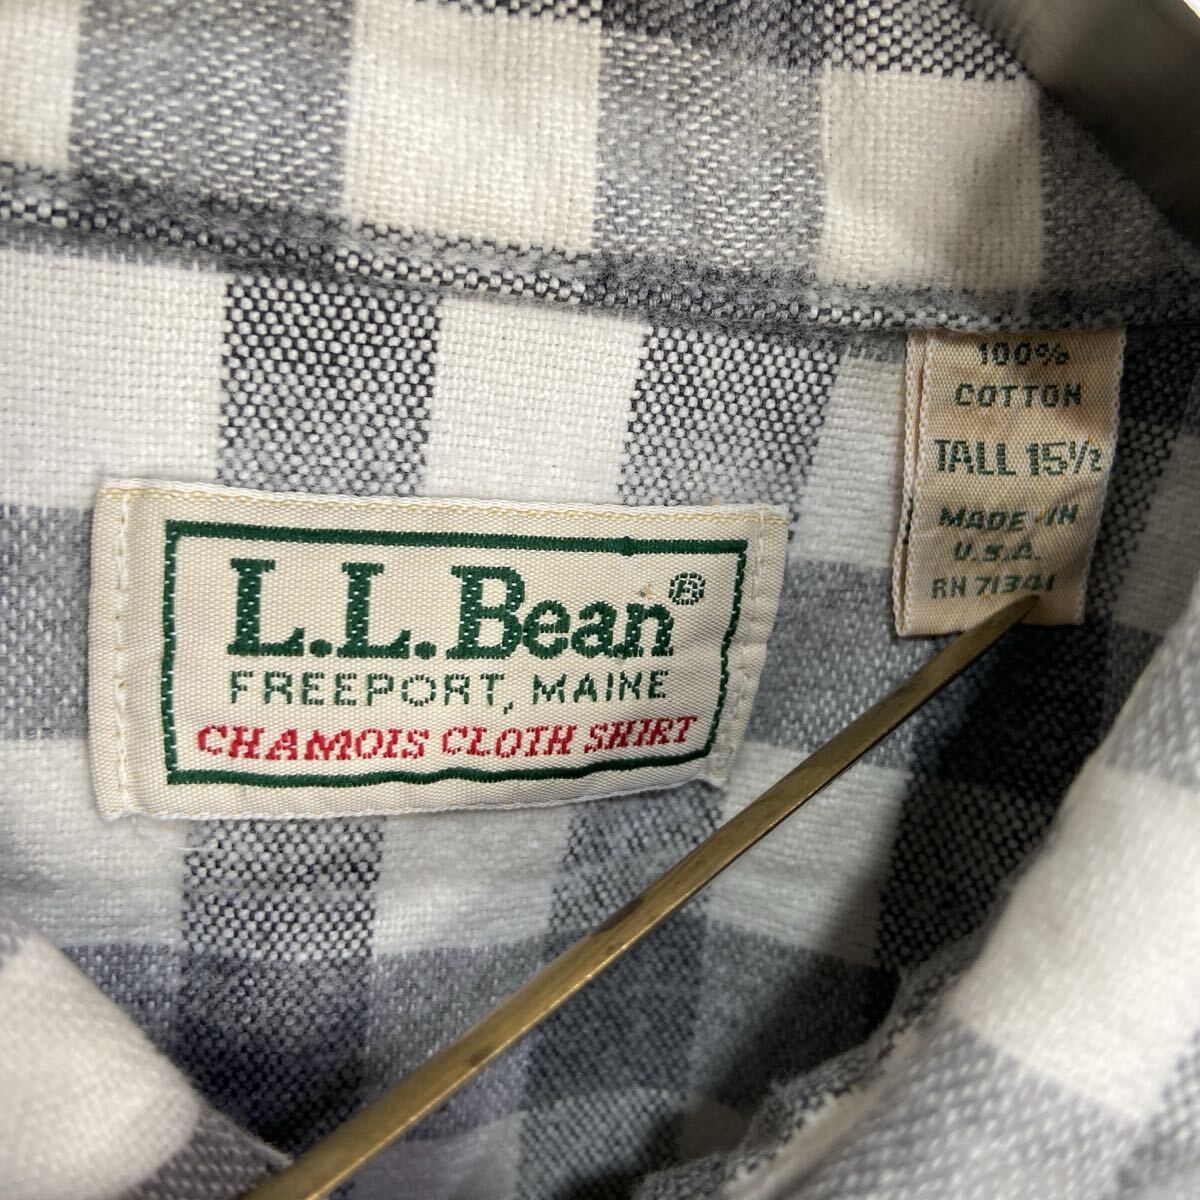 L.L.Bean®
FREEPORT, MAINE
CHAMOIS CLOTH SHIRT
100%
COTTON
TALL 15½
MADE IN
U.S.A.
RN 71341